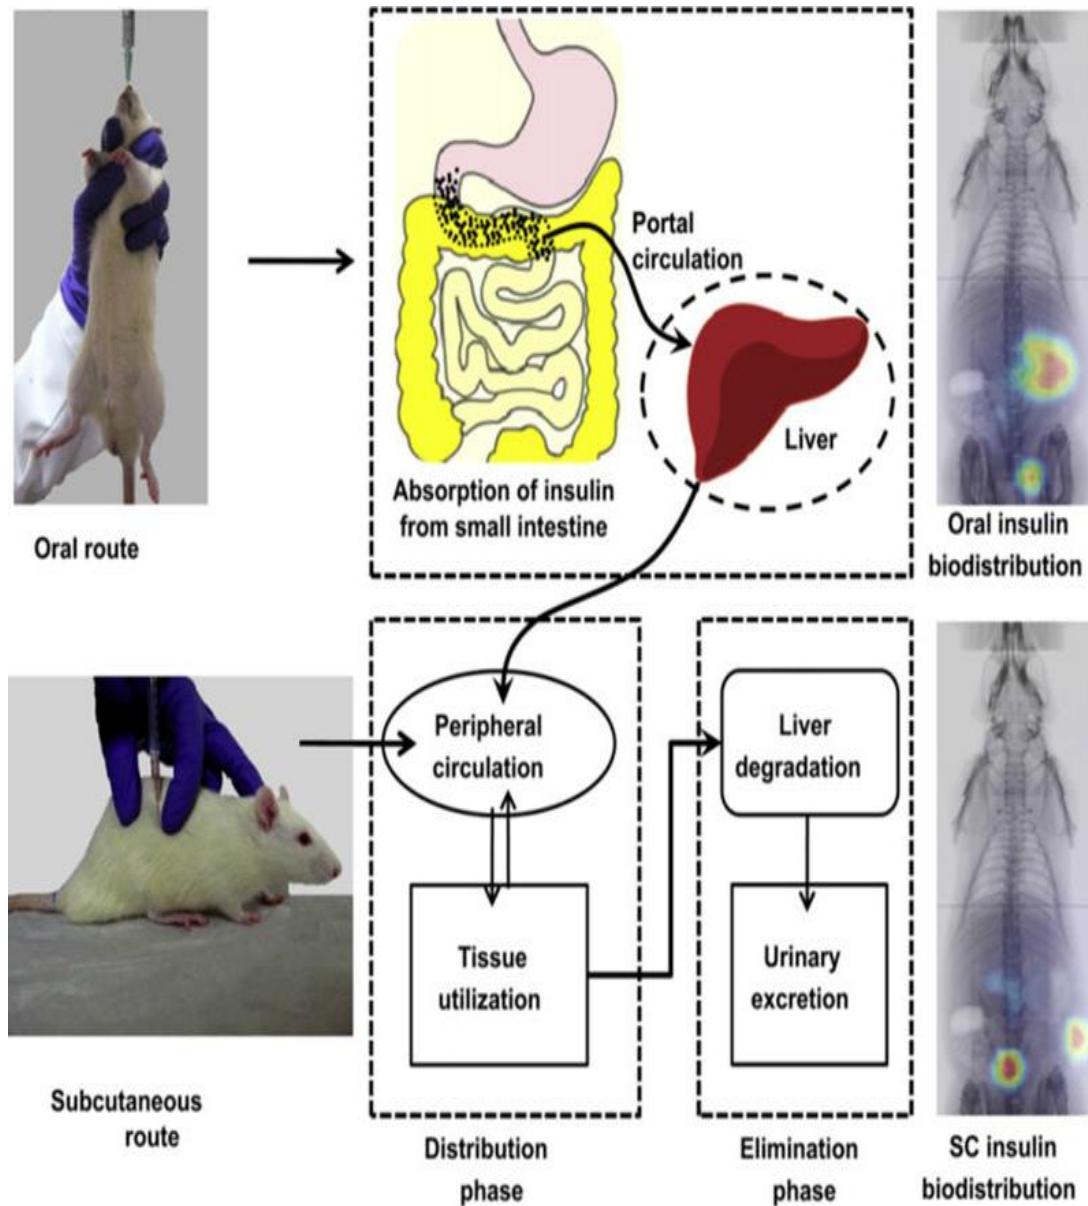 Oral route
Absorption of insulin
from small intestine
Portal
circulation
Liver
Oral insulin
biodistribution
Subcutaneous
route
Peripheral
circulation
Tissue
utilization
Distribution
phase
Liver
degradation
Urinary
excretion
Elimination
phase
SC insulin
biodistribution